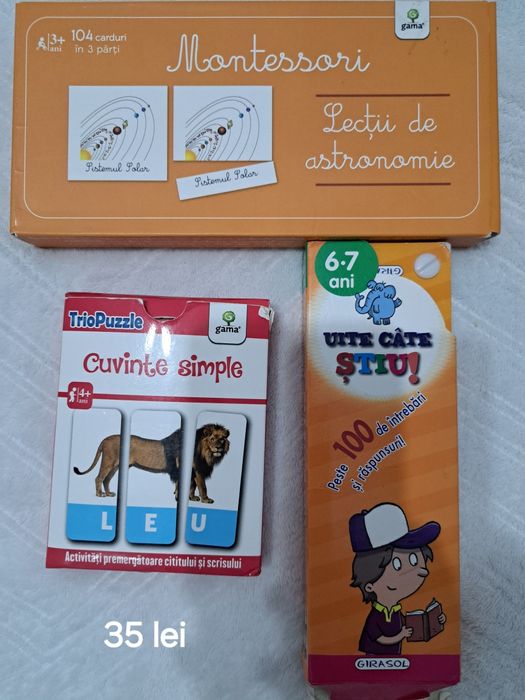 3+
ani
104 carduri
în 3 părți
gama
Montessori
Lecții de
astronomie
Sistemul Solar
Sistemul Solar
Sistemul Solar
TrioPuzzle
gama
Cuvinte simple
4+
ani
L E U
Activități premergătoare cititului și scrisului
6-7
ani
UITE CÂTE
ȘTIU!
Peste 100 de întrebări
și răspunsuri!
GIRASOL
35 lei